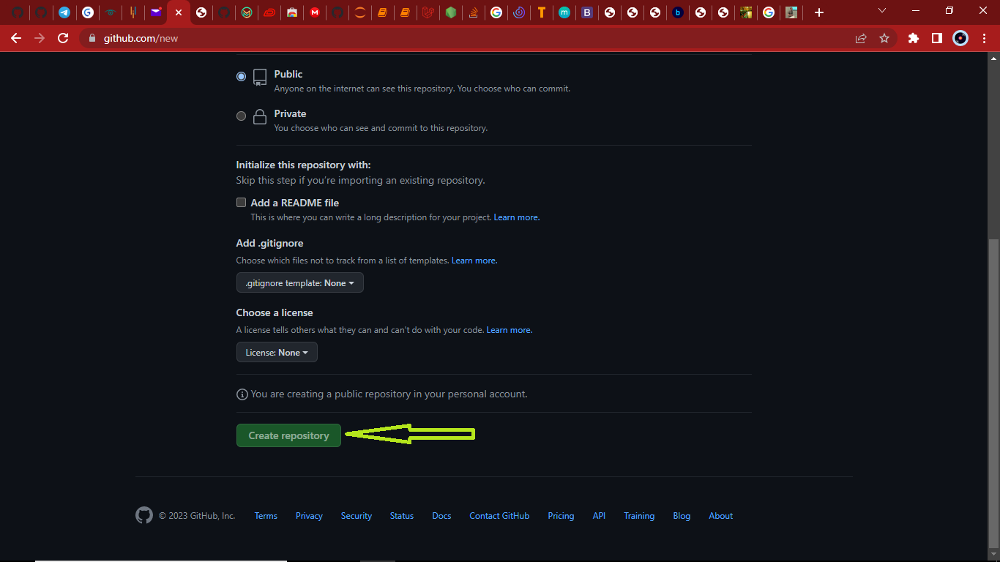 github.com/new
Public
Anyone on the internet can see this repository. You choose who can commit.
Private
You choose who can see and commit to this repository.
Initialize this repository with:
Skip this step if you're importing an existing repository.
Add a README file
This is where you can write a long description for your project. Learn more.
Add .gitignore
Choose which files not to track from a list of templates. Learn more.
.gitignore template: None
Choose a license
A license tells others what they can and can't do with your code. Learn more.
License: None
You are creating a public repository in your personal account.
Create repository
© 2023 GitHub, Inc. Terms Privacy Security Status Docs Contact GitHub Pricing API Training Blog About